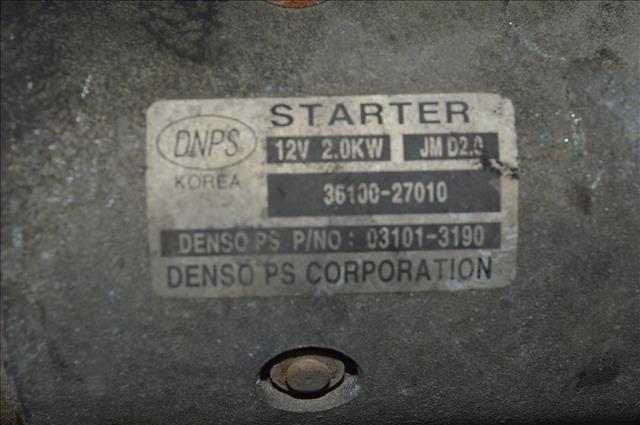 STARTER
DNPS
12V 2.0KW JM D2.0
KOREA
36100-27010
DENSO PS P/NO : 03101-3190
DENSO PS CORPORATION